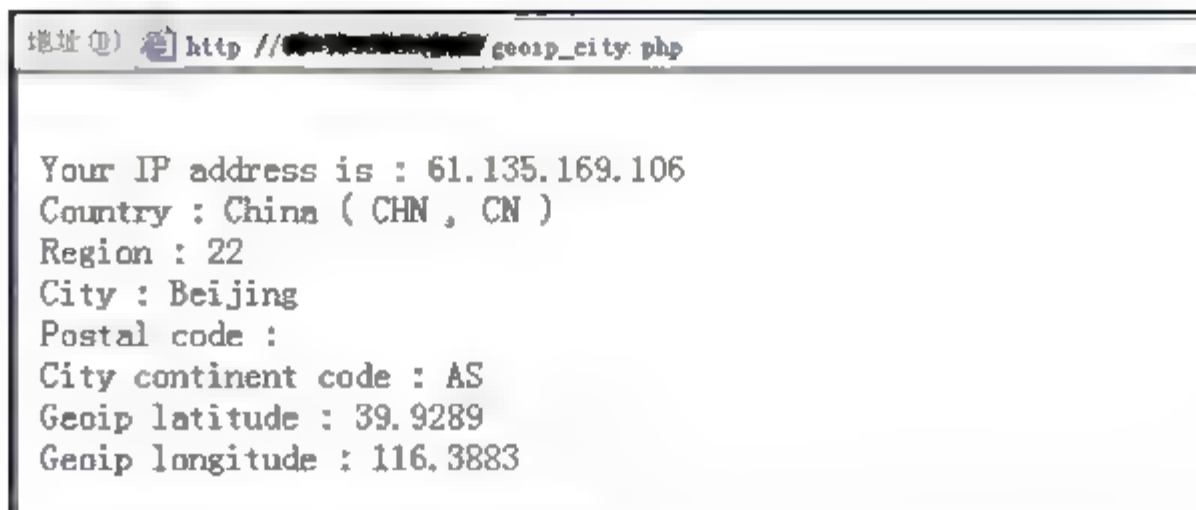 地址(D) http //geoip_city.php
Your IP address is : 61.135.169.106
Country : China ( CHN , CN )
Region : 22
City : Beijing
Postal code :
City continent code : AS
Geoip latitude : 39.9289
Geoip longitude : 116.3883